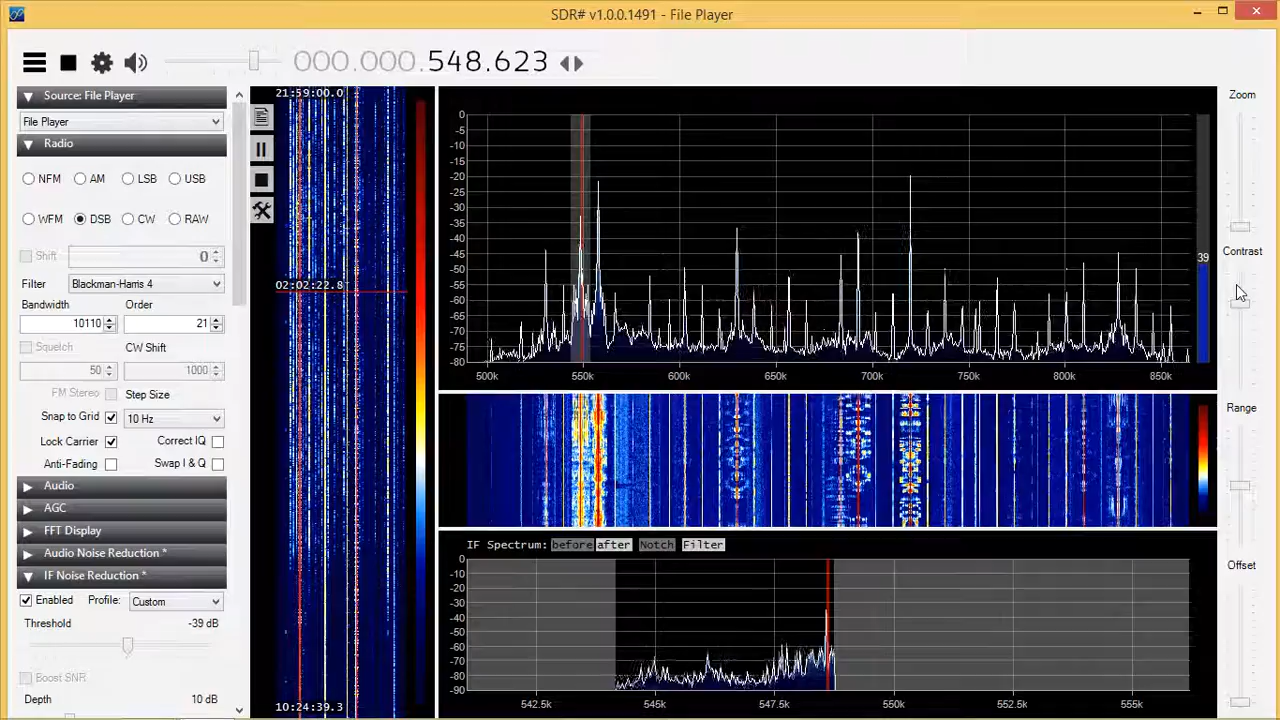 SDR# v1.0.0.1491 - File Player
000.000.548.623
Source: File Player
File Player
Radio
NFM AM LSB USB
WFM DSB CW RAW
Shift 0
Filter Blackman-Harris 4
Bandwidth Order
10110 21
Squelch CW Shift
50 1000
FM Stereo Step Size
Snap to Grid 10 Hz
Lock Carrier Correct IQ
Anti-Fading Swap I & Q
Audio
AGC
FFT Display
Audio Noise Reduction *
IF Noise Reduction *
Enabled Profile: Custom
Threshold -39 dB
Boost SNR
Depth 10 dB
21:59:00.0
02:02:22.8
10:24:39.3
0
-5
-10
-15
-20
-25
-30
-35
-40
-45
-50
-55
-60
-65
-70
-75
-80
500k 550k 600k 650k 700k 750k 800k 850k
39
IF Spectrum: before after Notch Filter
0
-10
-20
-30
-40
-50
-60
-70
-80
-90
542.5k 545k 547.5k 550k 552.5k 555k
Zoom
Contrast
Range
Offset